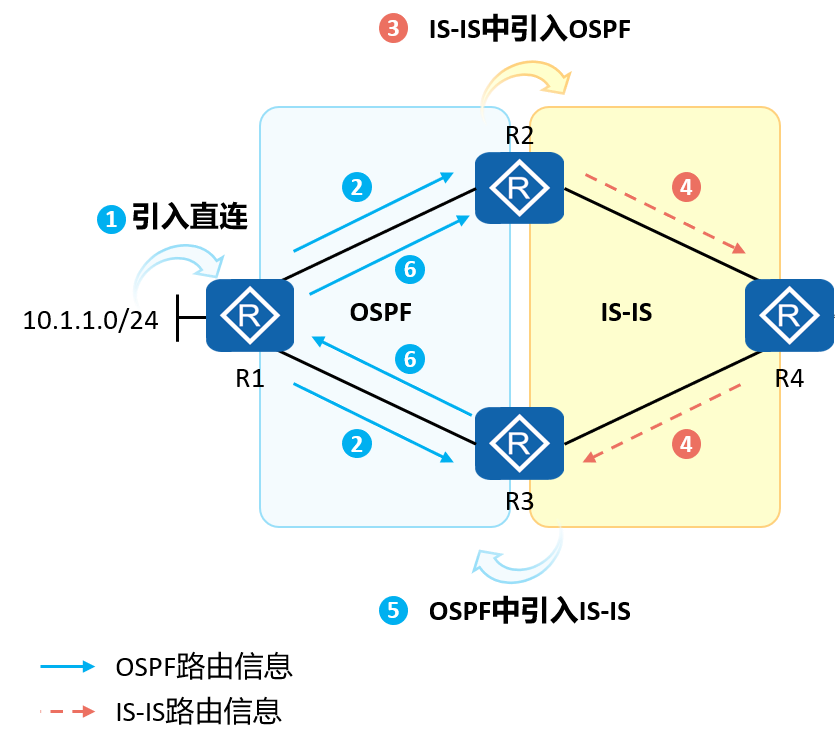 3 IS-IS中引入OSPF
R2
2
4
1 引入直连
R
6
10.1.1.0/24
R
OSPF
IS-IS
R
R1
6
R4
2
R
4
R3
5 OSPF中引入IS-IS
OSPF路由信息
IS-IS路由信息